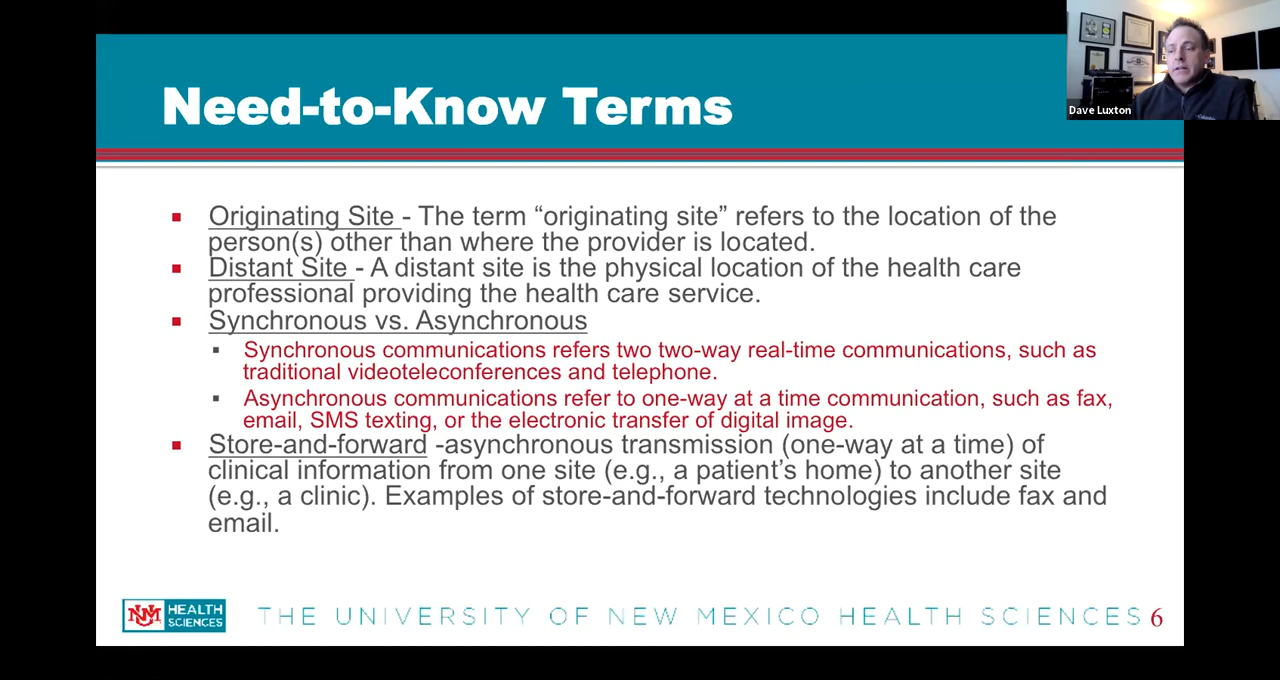 Need-to-Know Terms
Dave Luxton
Originating Site - The term “originating site” refers to the location of the
person(s) other than where the provider is located.
Distant Site - A distant site is the physical location of the health care
professional providing the health care service.
Synchronous vs. Asynchronous
Synchronous communications refers two two-way real-time communications, such as
traditional videoteleconferences and telephone.
Asynchronous communications refer to one-way at a time communication, such as fax,
email, SMS texting, or the electronic transfer of digital image.
Store-and-forward -asynchronous transmission (one-way at a time) of
clinical information from one site (e.g., a patient’s home) to another site
(e.g., a clinic). Examples of store-and-forward technologies include fax and
email.
UNM HEALTH
SCIENCES
THE UNIVERSITY OF NEW MEXICO HEALTH SCIENCES 6